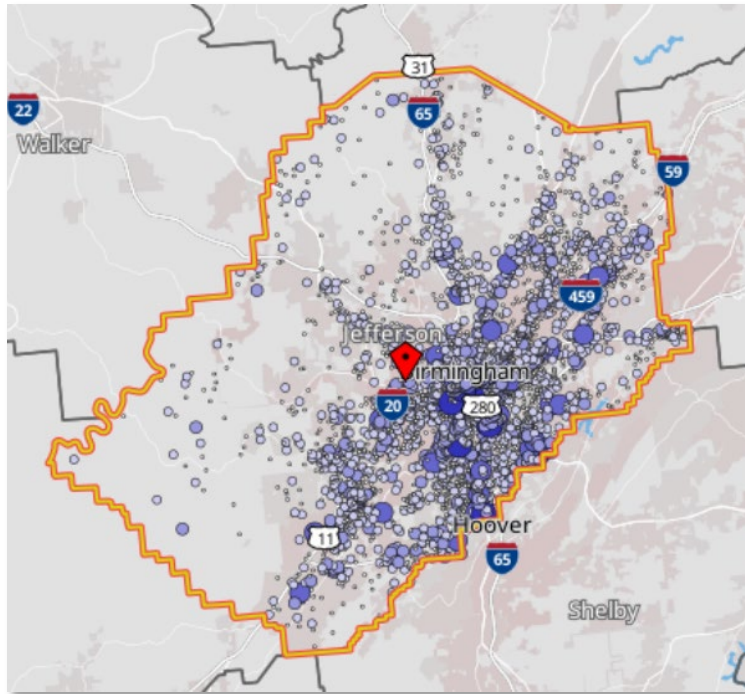 31
22
65
Walker
59
459
Jefferson
Birmingham
20
280
Hoover
11
65
Shelby